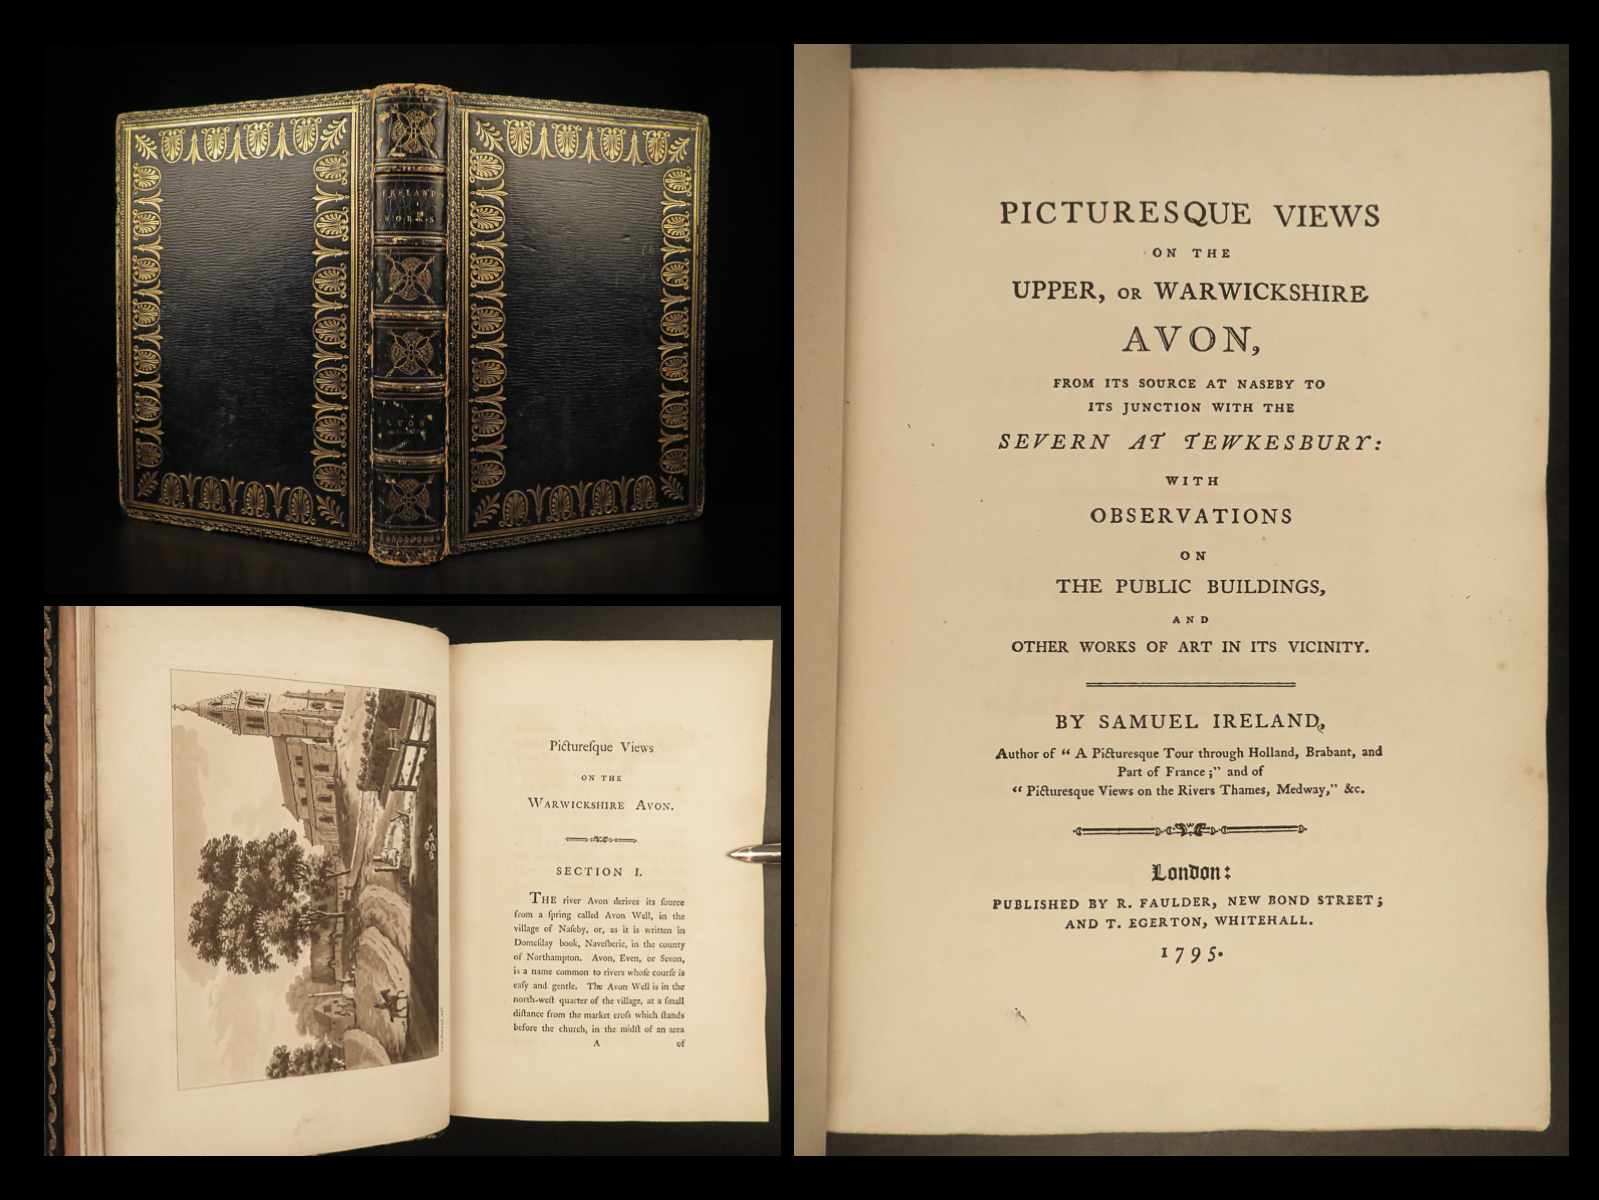 IRELAND'S
WORKS
AVON
PICTURESQUE VIEWS
ON THE
UPPER, OR WARWICKSHIRE
AVON,
FROM ITS SOURCE AT NASEBY TO
ITS JUNCTION WITH THE
SEVERN AT TEWKESBURY:
WITH
OBSERVATIONS
ON
THE PUBLIC BUILDINGS,
AND
OTHER WORKS OF ART IN ITS VICINITY.
BY SAMUEL IRELAND,
Author of “ A Picturesque Tour through Holland, Brabant, and
Part of France ;” and of
“ Picturesque Views on the Rivers Thames, Medway,” &c.
London:
PUBLISHED BY R. FAULDER, NEW BOND STREET;
AND T. EGERTON, WHITEHALL.
1795.
Pictureſque Views
ON THE
WARWICKSHIRE AVON.
SECTION I.
THE river Avon derives its ſource
from a ſpring called Avon Well, in the
village of Naſeby, or, as it is written in
Domeſday book, Naveſberie, in the county
of Northampton. Avon, Even, or Sevon,
is a name common to rivers whoſe courſe is
eaſy and gentle. The Avon Well is in the
north-weſt quarter of the village, at a ſmall
diſtance from the market croſs which ſtands
before the church, in the midſt of an area
A of